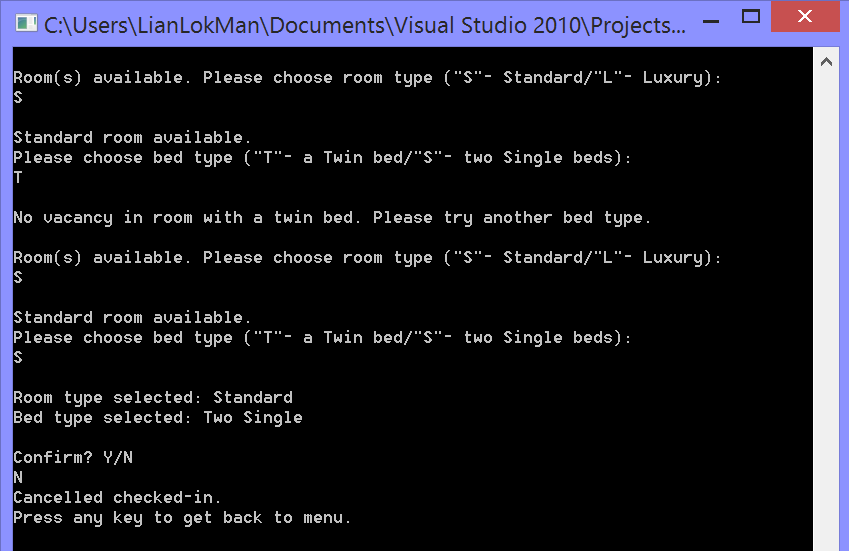 C:\Users\LianLokMan\Documents\Visual Studio 2010\Projects...
Room(s) available. Please choose room type ("S"- Standard/"L"- Luxury):
S
Standard room available.
Please choose bed type ("T"- a Twin bed/"S"- two Single beds):
T
No vacancy in room with a twin bed. Please try another bed type.
Room(s) available. Please choose room type ("S"- Standard/"L"- Luxury):
S
Standard room available.
Please choose bed type ("T"- a Twin bed/"S"- two Single beds):
S
Room type selected: Standard
Bed type selected: Two Single
Confirm? Y/N
N
Cancelled checked-in.
Press any key to get back to menu.